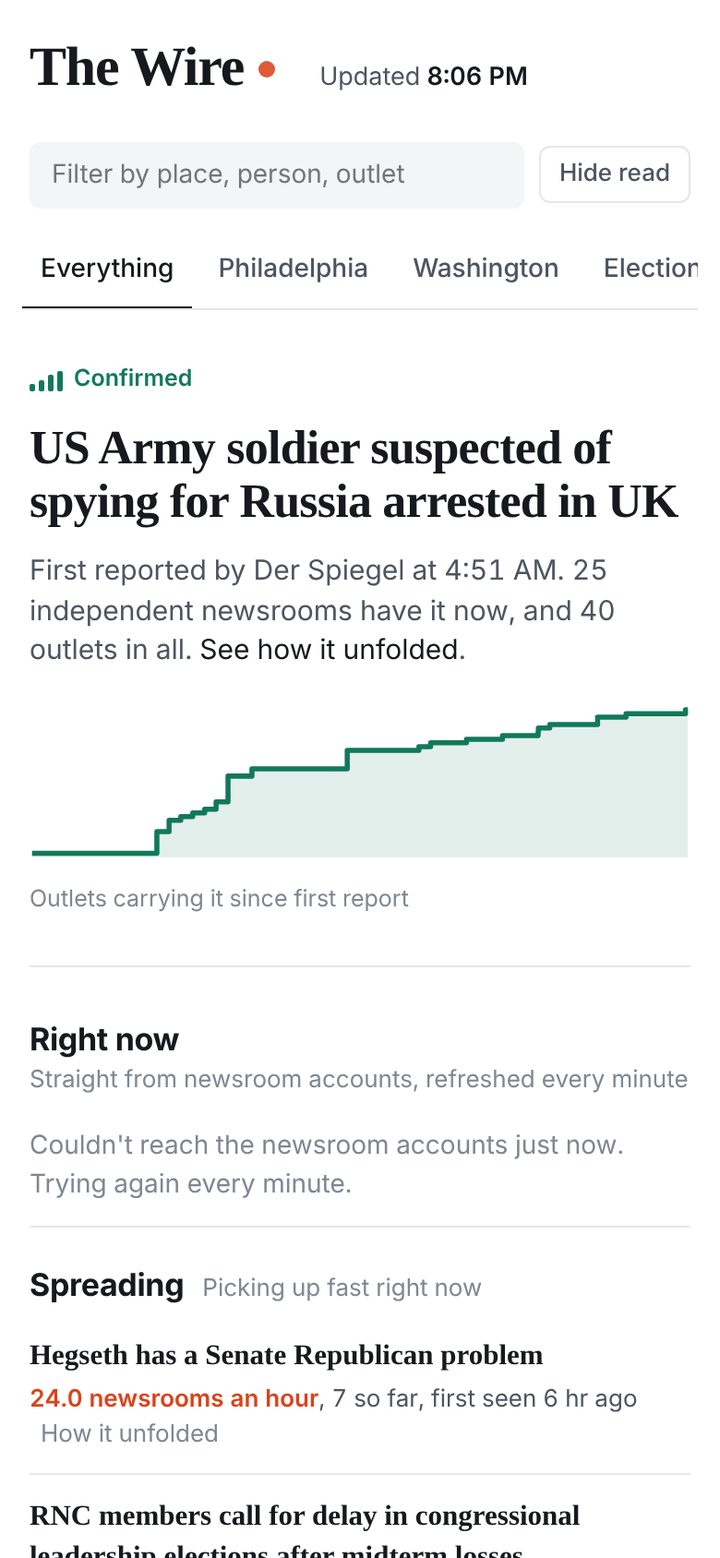 The Wire
Updated 8:06 PM
Filter by place, person, outlet
Hide read
Everything
Philadelphia
Washington
Election
Confirmed
US Army soldier suspected of
spying for Russia arrested in UK
First reported by Der Spiegel at 4:51 AM. 25
independent newsrooms have it now, and 40
outlets in all. See how it unfolded.
Outlets carrying it since first report
Right now
Straight from newsroom accounts, refreshed every minute
Couldn't reach the newsroom accounts just now.
Trying again every minute.
Spreading Picking up fast right now
Hegseth has a Senate Republican problem
24.0 newsrooms an hour, 7 so far, first seen 6 hr ago
How it unfolded
RNC members call for delay in congressional
leadership elections after midterm losses